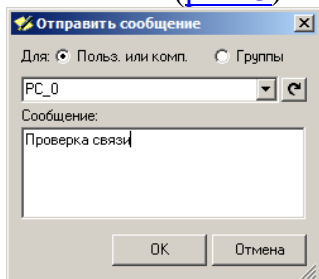 Отправить сообщение
Для: Польз. или комп. Группы
PC_0
Сообщение:
Проверка связи
OK Отмена